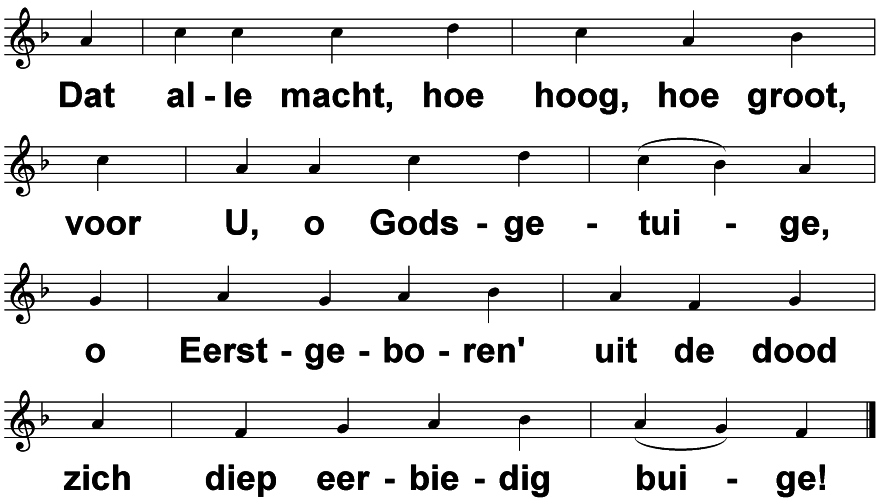 Dat al - le macht, hoe hoog, hoe groot,
voor U, o Gods - ge - tui - ge,
o Eerst - ge - bo - ren' uit de dood
zich diep eer - bie - dig bui - ge!